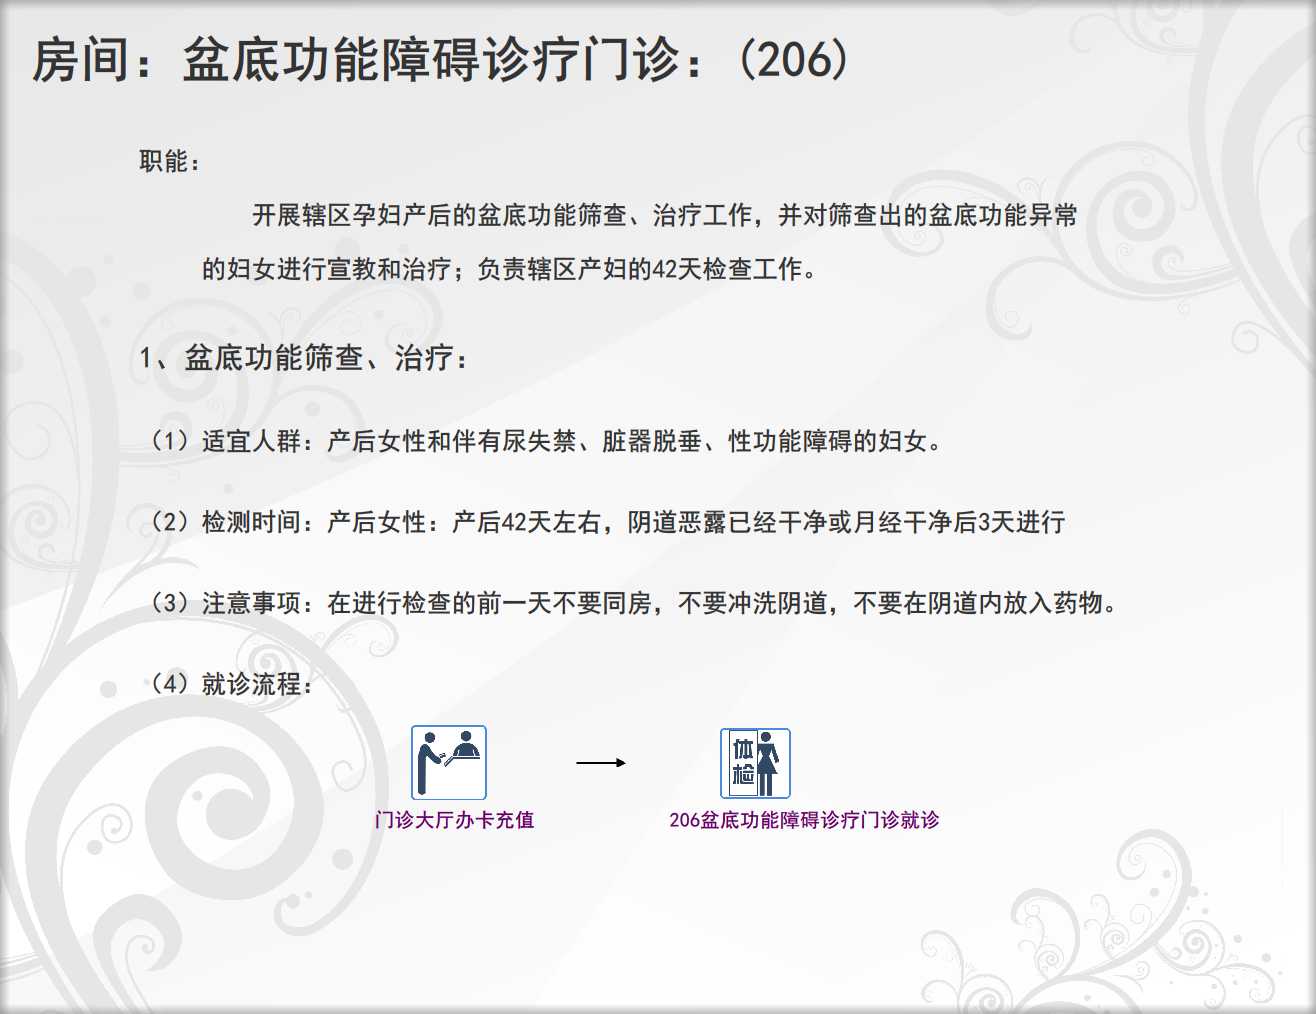 房间：盆底功能障碍诊疗门诊：（206）
职能：
开展辖区孕妇产后的盆底功能筛查、治疗工作，并对筛查出的盆底功能异常
的妇女进行宣教和治疗；负责辖区产妇的42天检查工作。
1、盆底功能筛查、治疗：
（1）适宜人群：产后女性和伴有尿失禁、脏器脱垂、性功能障碍的妇女。
（2）检测时间：产后女性：产后42天左右，阴道恶露已经干净或月经干净后3天进行
（3）注意事项：在进行检查的前一天不要同房，不要冲洗阴道，不要在阴道内放入药物。
（4）就诊流程：
体
检
门诊大厅办卡充值
206盆底功能障碍诊疗门诊就诊